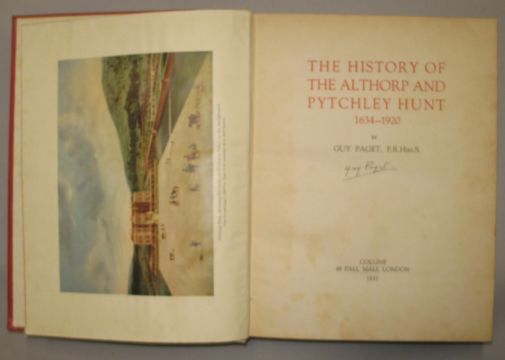 THE HISTORY OF
THE ALTHORP AND
PYTCHLEY HUNT
1634—1920
BY
GUY PAGET, F.R.Hist.S.
Guy Paget
COLLINS
48 PALL MALL LONDON
1937